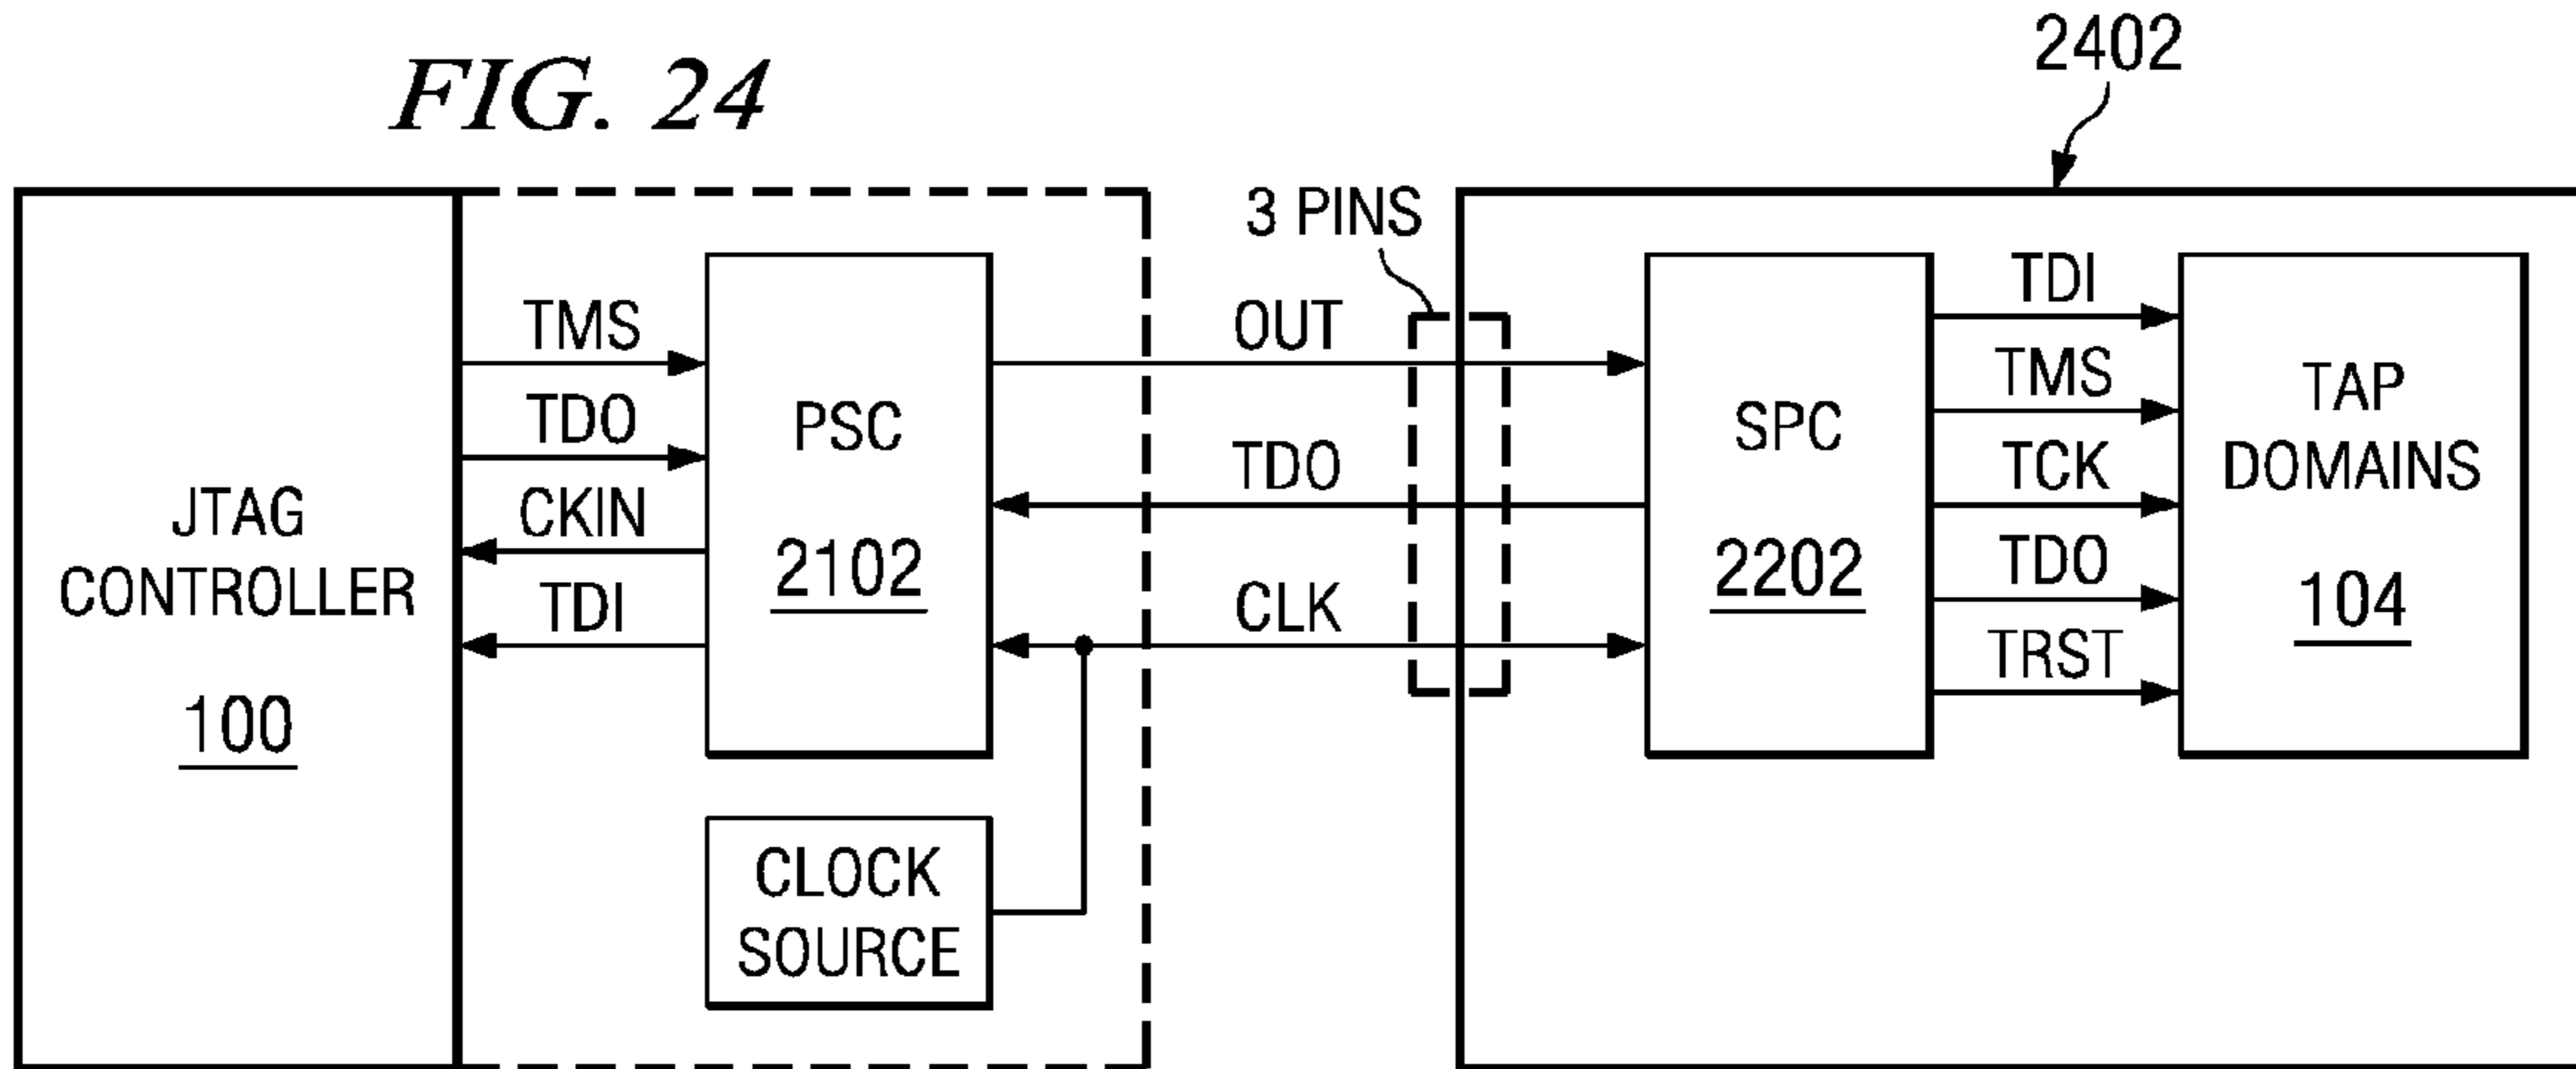 FIG. 24
2402
3 PINS
JTAG
CONTROLLER
100
TMS
TDO
CKIN
TDI
PSC
2102
CLOCK
SOURCE
OUT
TDO
CLK
SPC
2202
TDI
TMS
TCK
TDO
TRST
TAP
DOMAINS
104